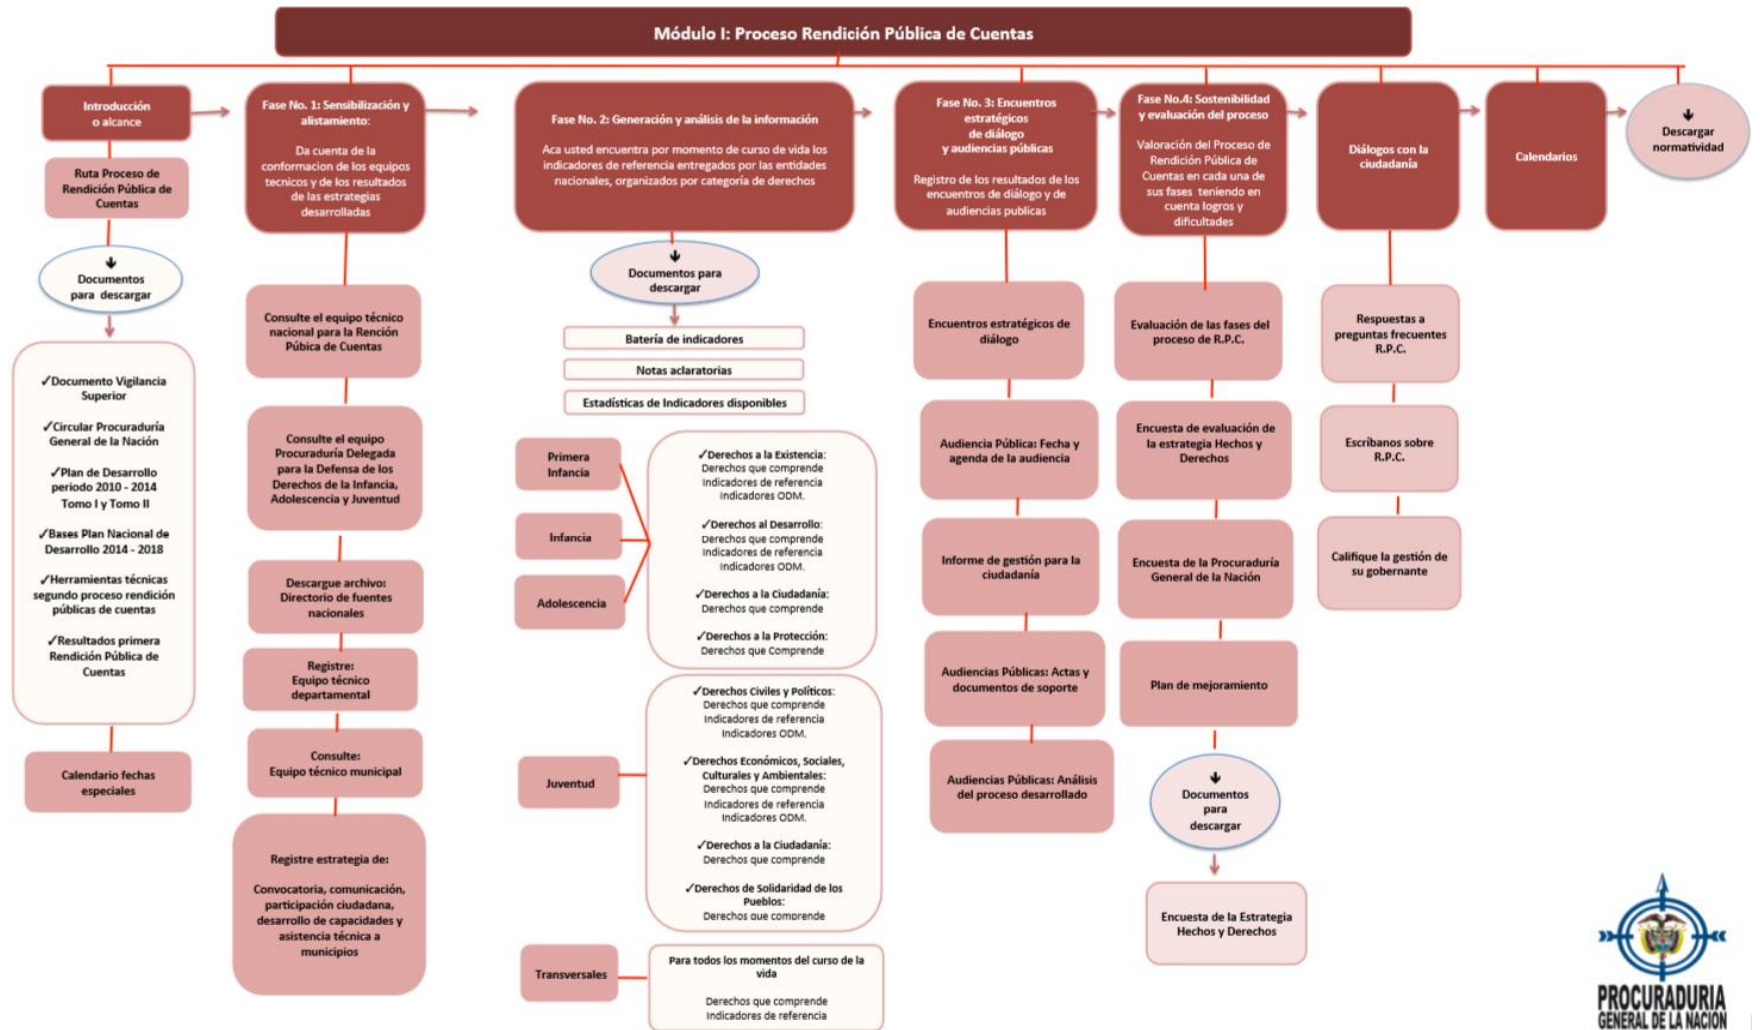 Módulo I: Proceso Rendición Pública de Cuentas
Introducción
o alcance
Ruta Proceso de
Rendición Pública de
Cuentas
Documentos
para descargar
✓Documento Vigilancia
Superior
✓Circular Procuraduría
General de la Nación
✓Plan de Desarrollo
periodo 2010 - 2014
Tomo I y Tomo II
✓Bases Plan Nacional de
Desarrollo 2014 - 2018
✓Herramientas técnicas
segundo proceso rendición
públicas de cuentas
✓Resultados primera
Rendición Pública de
Cuentas
Calendario fechas
especiales
Fase No. 1: Sensibilización y
alistamiento:
Da cuenta de la
conformacion de los equipos
tecnicos y de los resultados
de las estrategias
desarrolladas
Consulte el equipo técnico
nacional para la Rención
Púbica de Cuentas
Consulte el equipo
Procuraduría Delegada
para la Defensa de los
Derechos de la Infancia,
Adolescencia y Juventud
Descargue archivo:
Directorio de fuentes
nacionales
Registre:
Equipo técnico
departamental
Consulte:
Equipo técnico municipal
Registre estrategia de:
Convocatoria, comunicación,
participación ciudadana,
desarrollo de capacidades y
asistencia técnica a
municipios
Fase No. 2: Generación y análisis de la información
Aca usted encuentra por momento de curso de vida los
indicadores de referencia entregados por las entidades
nacionales, organizados por categoría de derechos
Documentos para
descargar
Batería de indicadores
Notas aclaratorias
Estadísticas de Indicadores disponibles
Primera
Infancia
Infancia
Adolescencia
✓Derechos a la Existencia:
Derechos que comprende
Indicadores de referencia
Indicadores ODM.
✓Derechos al Desarrollo:
Derechos que comprende
Indicadores de referencia
Indicadores ODM.
✓Derechos a la Ciudadanía:
Derechos que comprende
✓Derechos a la Protección:
Derechos que Comprende
Juventud
✓Derechos Civiles y Políticos:
Derechos que comprende
Indicadores de referencia
Indicadores ODM.
✓Derechos Económicos, Sociales,
Culturales y Ambientales:
Derechos que comprende
Indicadores de referencia
Indicadores ODM.
✓Derechos a la Ciudadanía:
Derechos que comprende
✓Derechos de Solidaridad de los
Pueblos:
Derechos que comprende
Transversales
Para todos los momentos del curso de la
vida
Derechos que comprende
Indicadores de referencia
Fase No. 3: Encuentros
estratégicos
de diálogo
y audiencias públicas
Registro de los resultados de los
encuentros de diálogo y de
audiencias publicas
Encuentros estratégicos de
diálogo
Audiencia Pública: Fecha y
agenda de la audiencia
Informe de gestión para la
ciudadanía
Audiencias Públicas: Actas y
documentos de soporte
Audiencias Públicas: Análisis
del proceso desarrollado
Fase No.4: Sostenibilidad
y evaluación del proceso
Valoración del Proceso de
Rendición Pública de
Cuentas en cada una de
sus fases teniendo en
cuenta logros y
dificultades
Evaluación de las fases del
proceso de R.P.C.
Encuesta de evaluación de
la estrategia Hechos y
Derechos
Encuesta de la Procuraduría
General de la Nación
Plan de mejoramiento
Documentos
para
descargar
Encuesta de la Estrategia
Hechos y Derechos
Diálogos con la
ciudadanía
Respuestas a
preguntas frecuentes
R.P.C.
Escríbanos sobre
R.P.C.
Califique la gestión de
su gobernante
Calendarios
Descargar
normatividad
PROCURADURIA
GENERAL DE LA NACION